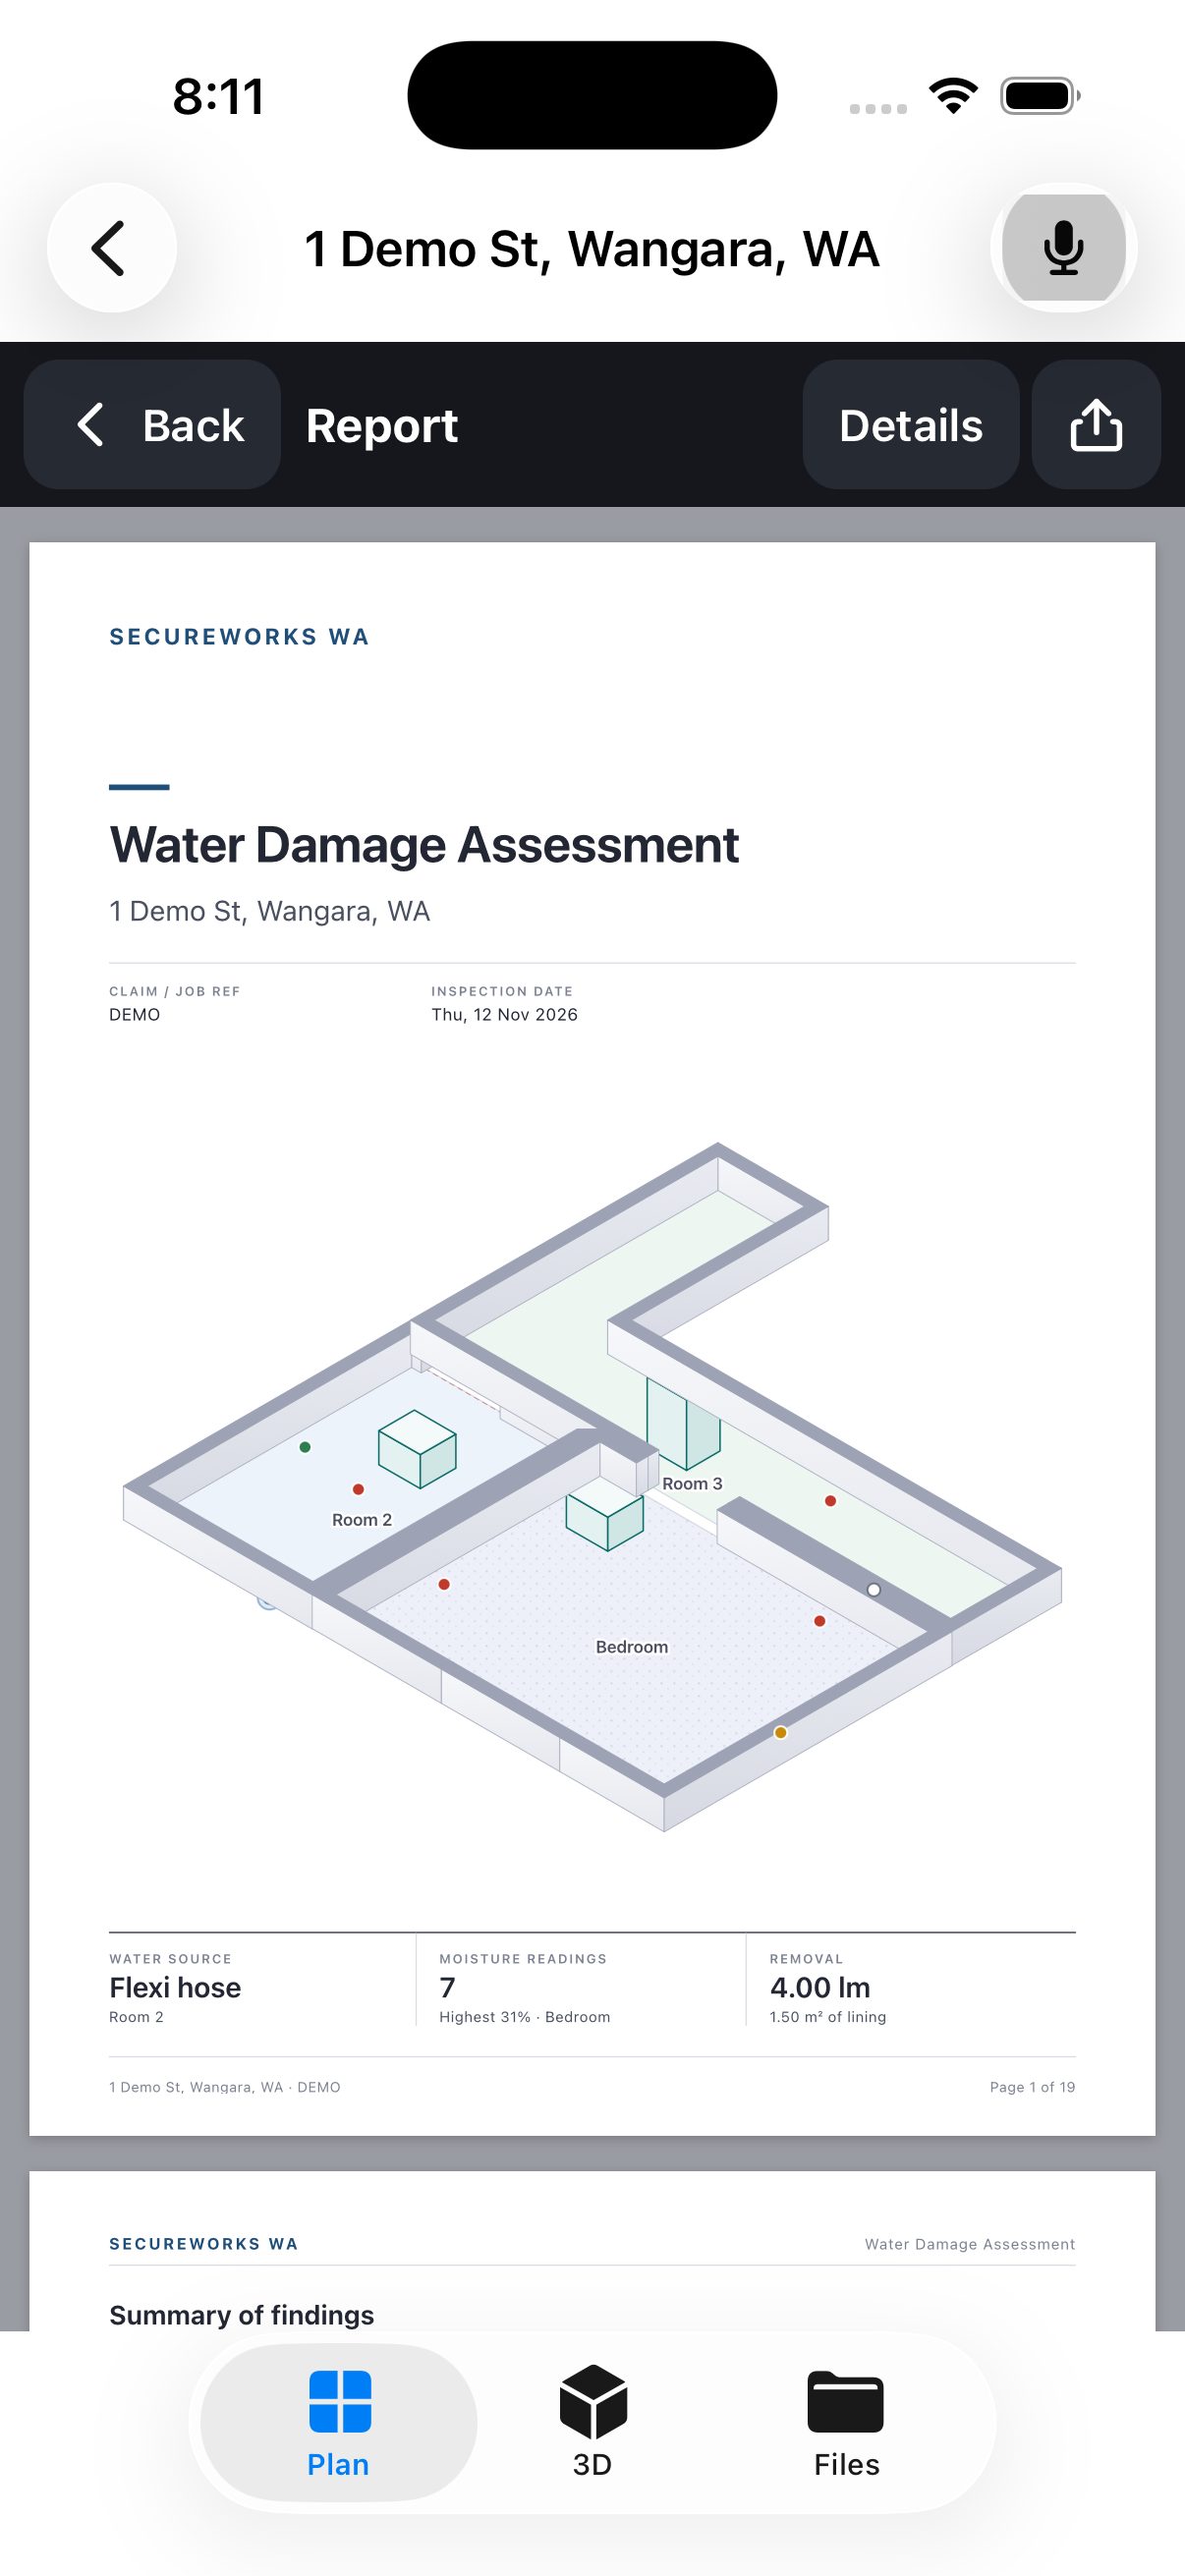 8:11
1 Demo St, Wangara, WA
Back
Report
Details
SECUREWORKS WA
Water Damage Assessment
1 Demo St, Wangara, WA
CLAIM / JOB REF
DEMO
INSPECTION DATE
Thu, 12 Nov 2026
Room 3
Room 2
Bedroom
WATER SOURCE
Flexi hose
Room 2
MOISTURE READINGS
7
Highest 31% · Bedroom
REMOVAL
4.00 lm
1.50 m² of lining
1 Demo St, Wangara, WA · DEMO
Page 1 of 19
SECUREWORKS WA
Water Damage Assessment
Summary of findings
Plan
3D
Files